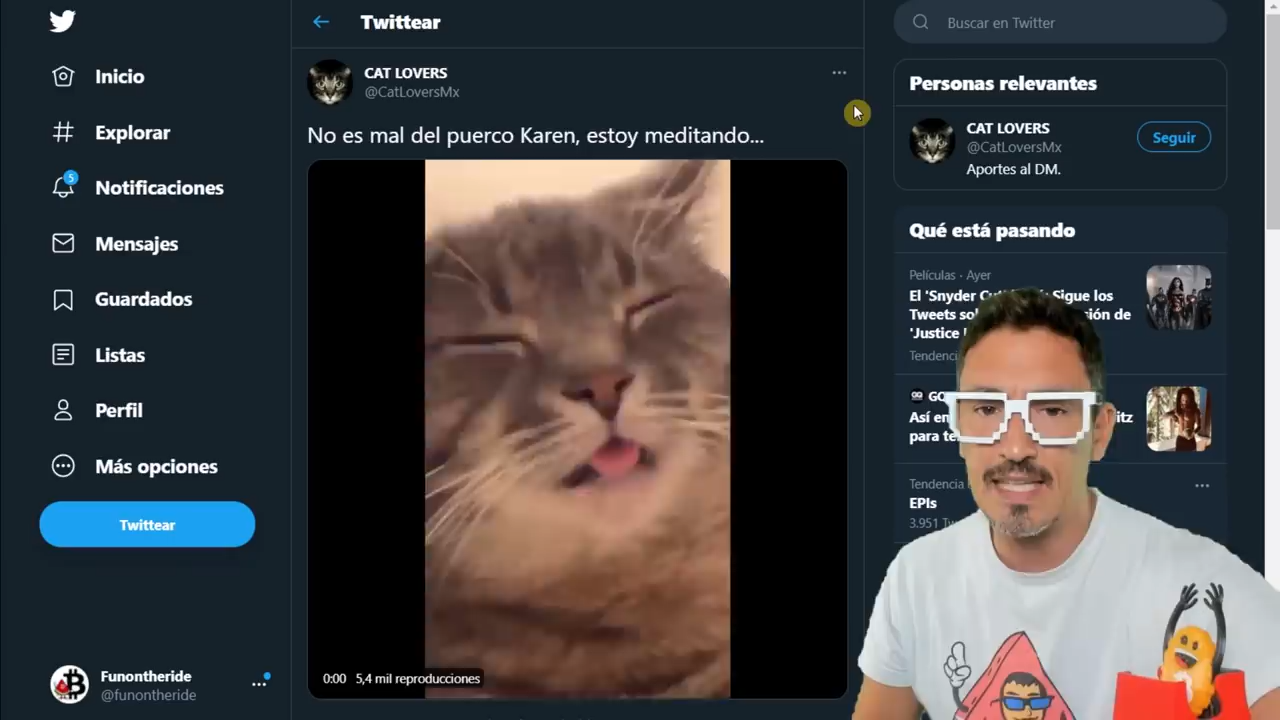 Inicio
Explorar
5
Notificaciones
Mensajes
Guardados
Listas
Perfil
Más opciones
Twittear
Funontheride
@funontheride
Twittear
CAT LOVERS
@CatLoversMx
No es mal del puerco Karen, estoy meditando...
0:00 5,4 mil reproducciones
Buscar en Twitter
Personas relevantes
CAT LOVERS
@CatLoversMx
Seguir
Aportes al DM.
Qué está pasando
Películas · Ayer
El 'Snyder Sigue los
Tweets
'Justice
Así
para
EPIs
3.951